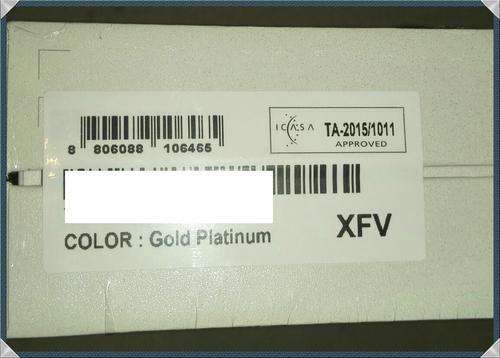 8 806088 106465
ICASA
TA-2015/1011
APPROVED
COLOR : Gold Platinum
XFV